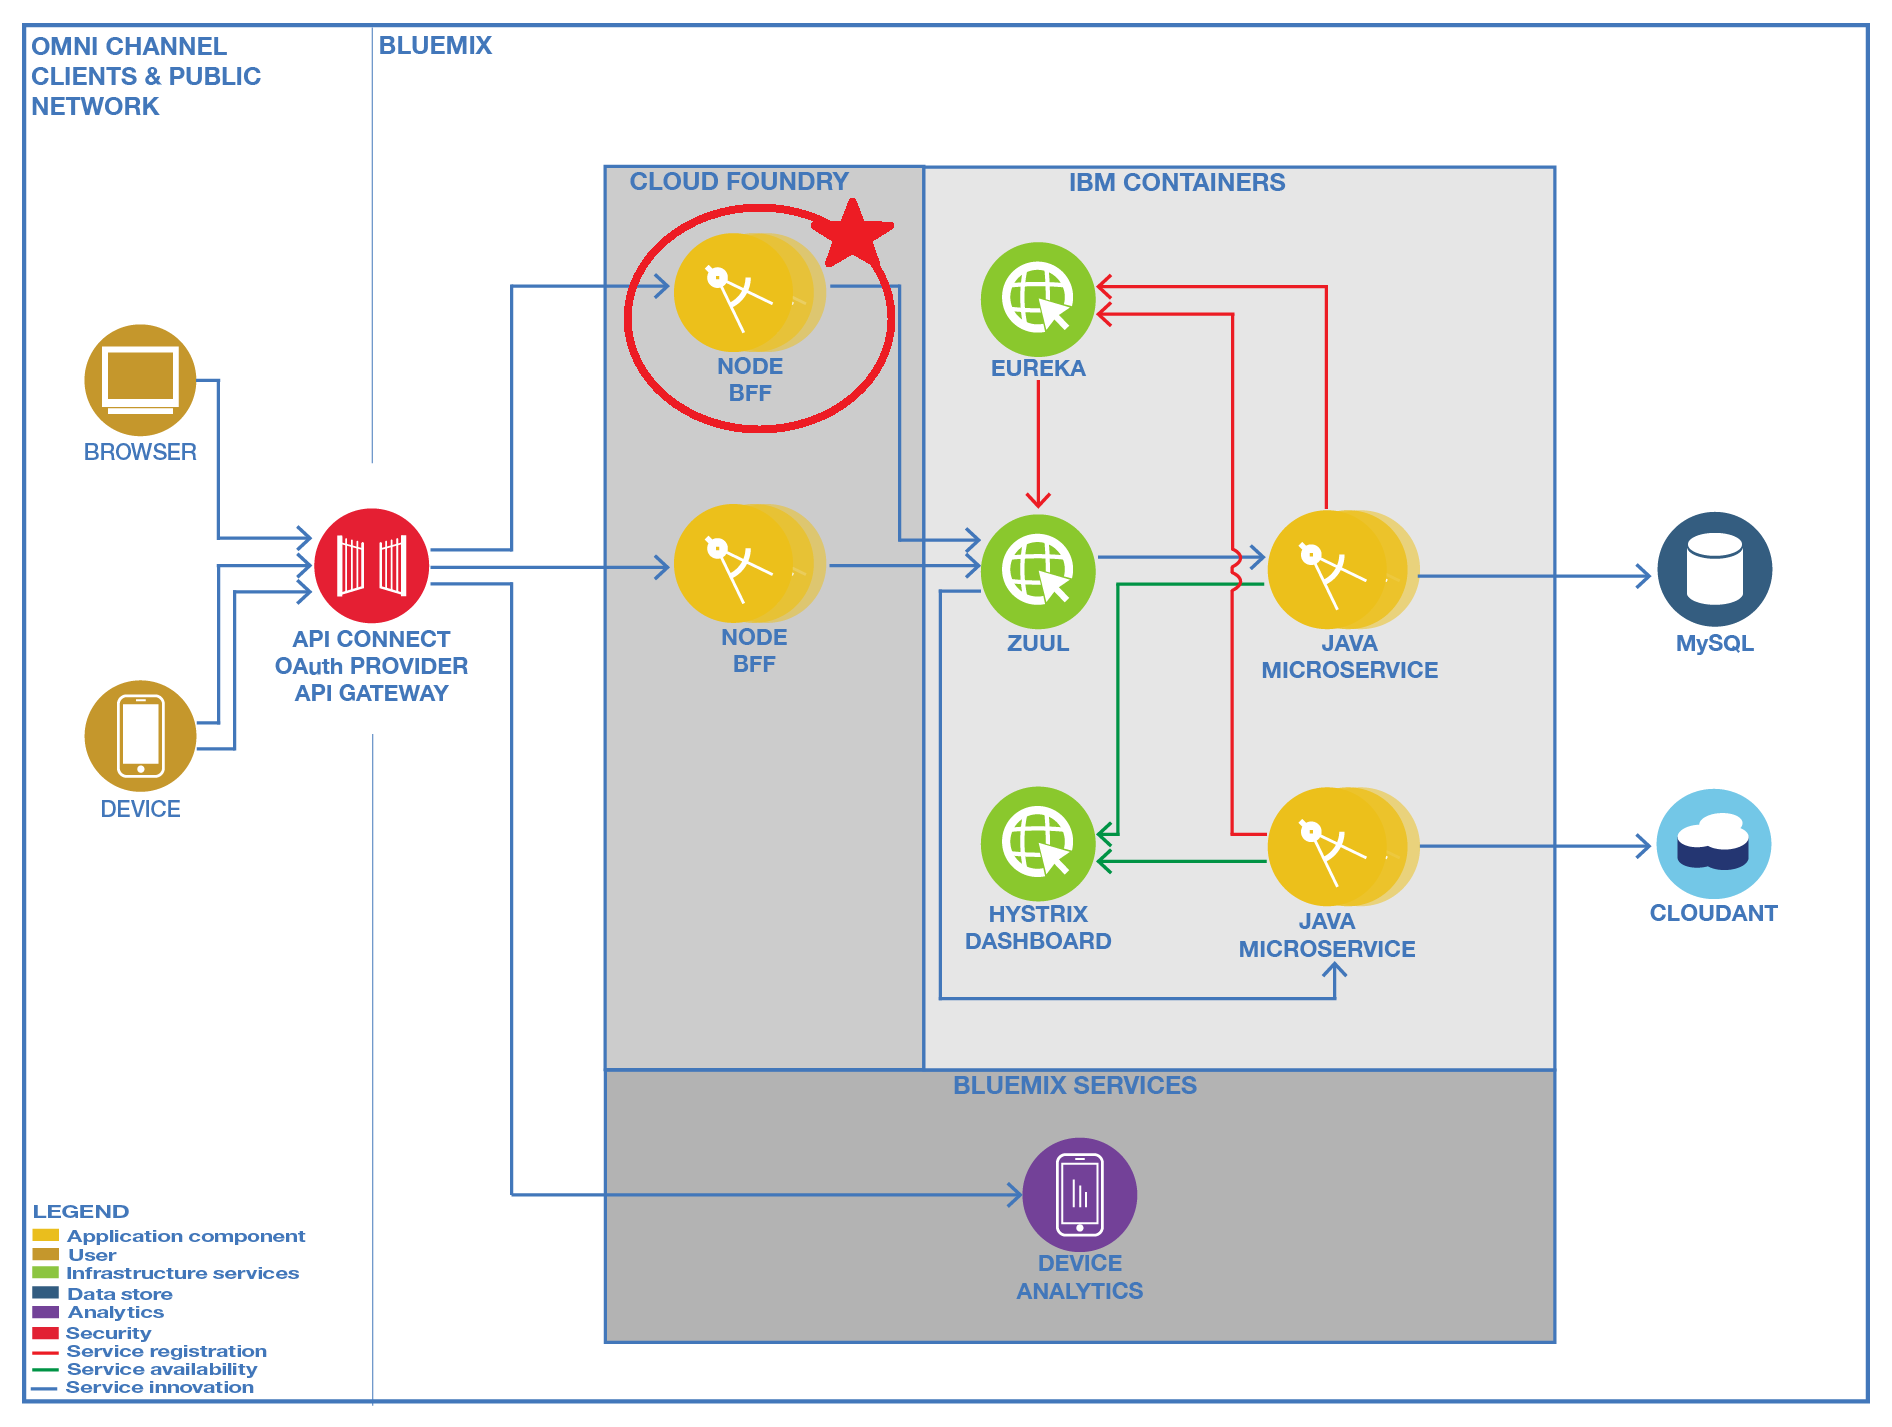 OMNI CHANNEL
CLIENTS & PUBLIC
NETWORK
BLUEMIX
CLOUD FOUNDRY
IBM CONTAINERS
NODE
BFF
EUREKA
BROWSER
NODE
BFF
ZUUL
JAVA
MICROSERVICE
MySQL
API CONNECT
OAuth PROVIDER
API GATEWAY
DEVICE
HYSTRIX
DASHBOARD
JAVA
MICROSERVICE
CLOUDANT
BLUEMIX SERVICES
DEVICE
ANALYTICS
LEGEND
Application component
User
Infrastructure services
Data store
Analytics
Security
Service registration
Service availability
Service innovation